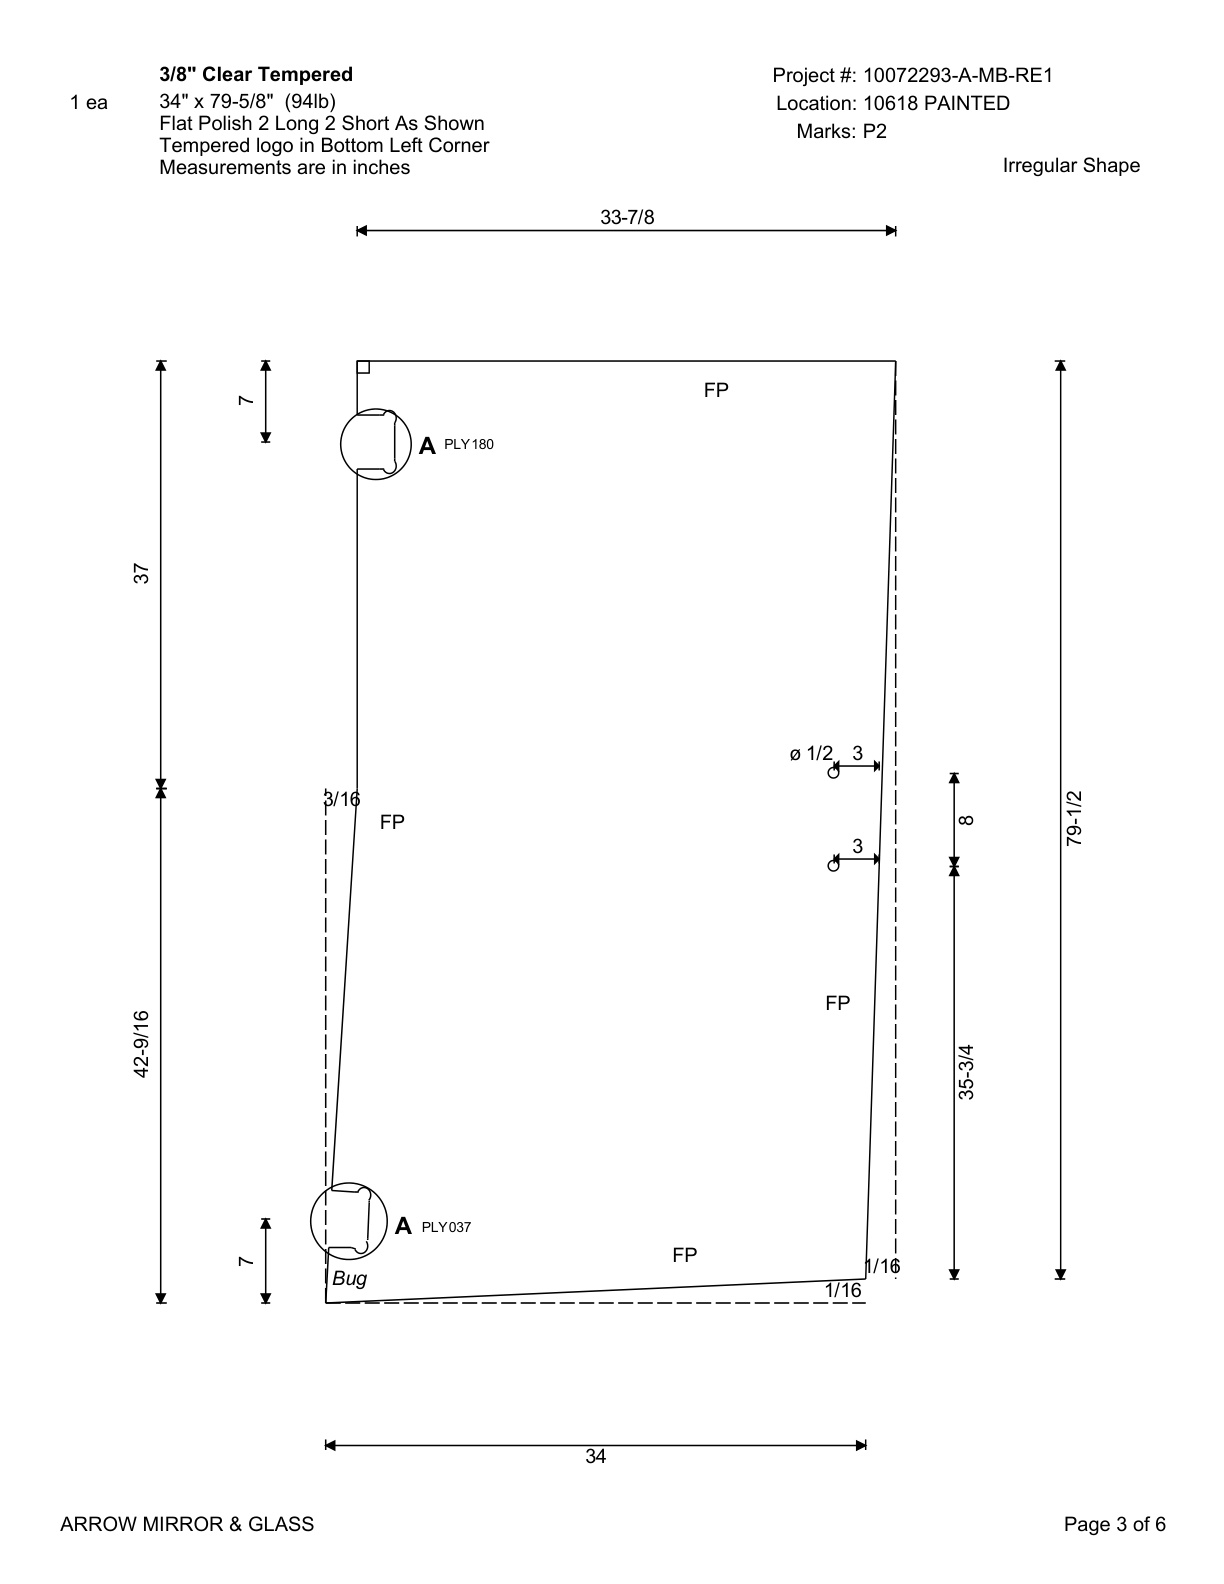 3/8" Clear Tempered
1 ea
34" x 79-5/8" (94lb)
Flat Polish 2 Long 2 Short As Shown
Tempered logo in Bottom Left Corner
Measurements are in inches
Project #: 10072293-A-MB-RE1
Location: 10618 PAINTED
Marks: P2
Irregular Shape
33-7/8
7
FP
A PLY180
37
ø 1/2
3
3/16
FP
8
79-1/2
3
FP
42-9/16
35-3/4
A PLY037
7
FP
Bug
1/16
1/16
34
ARROW MIRROR & GLASS
Page 3 of 6